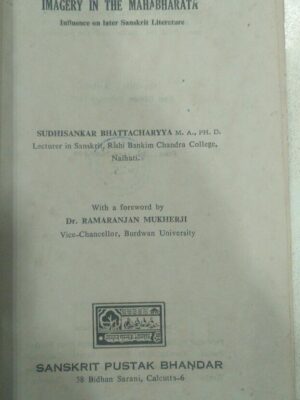 IMAGERY IN THE MAHABHARATA
Influence on later Sanskrit Litercture
SUDHISANKAR BHATTACHARYYA M. A., PH. D.
Lecturer in Sanskrit, Rishi Bankim Chandra College,
Naihati.
With a foreword by
Dr. RAMARANJAN MUKHERJI
Vice-Chancellor, Burdwan University
SANSKRIT PUSTAK BHANDAR
38 Bidhan Sarani, Calcutta-6